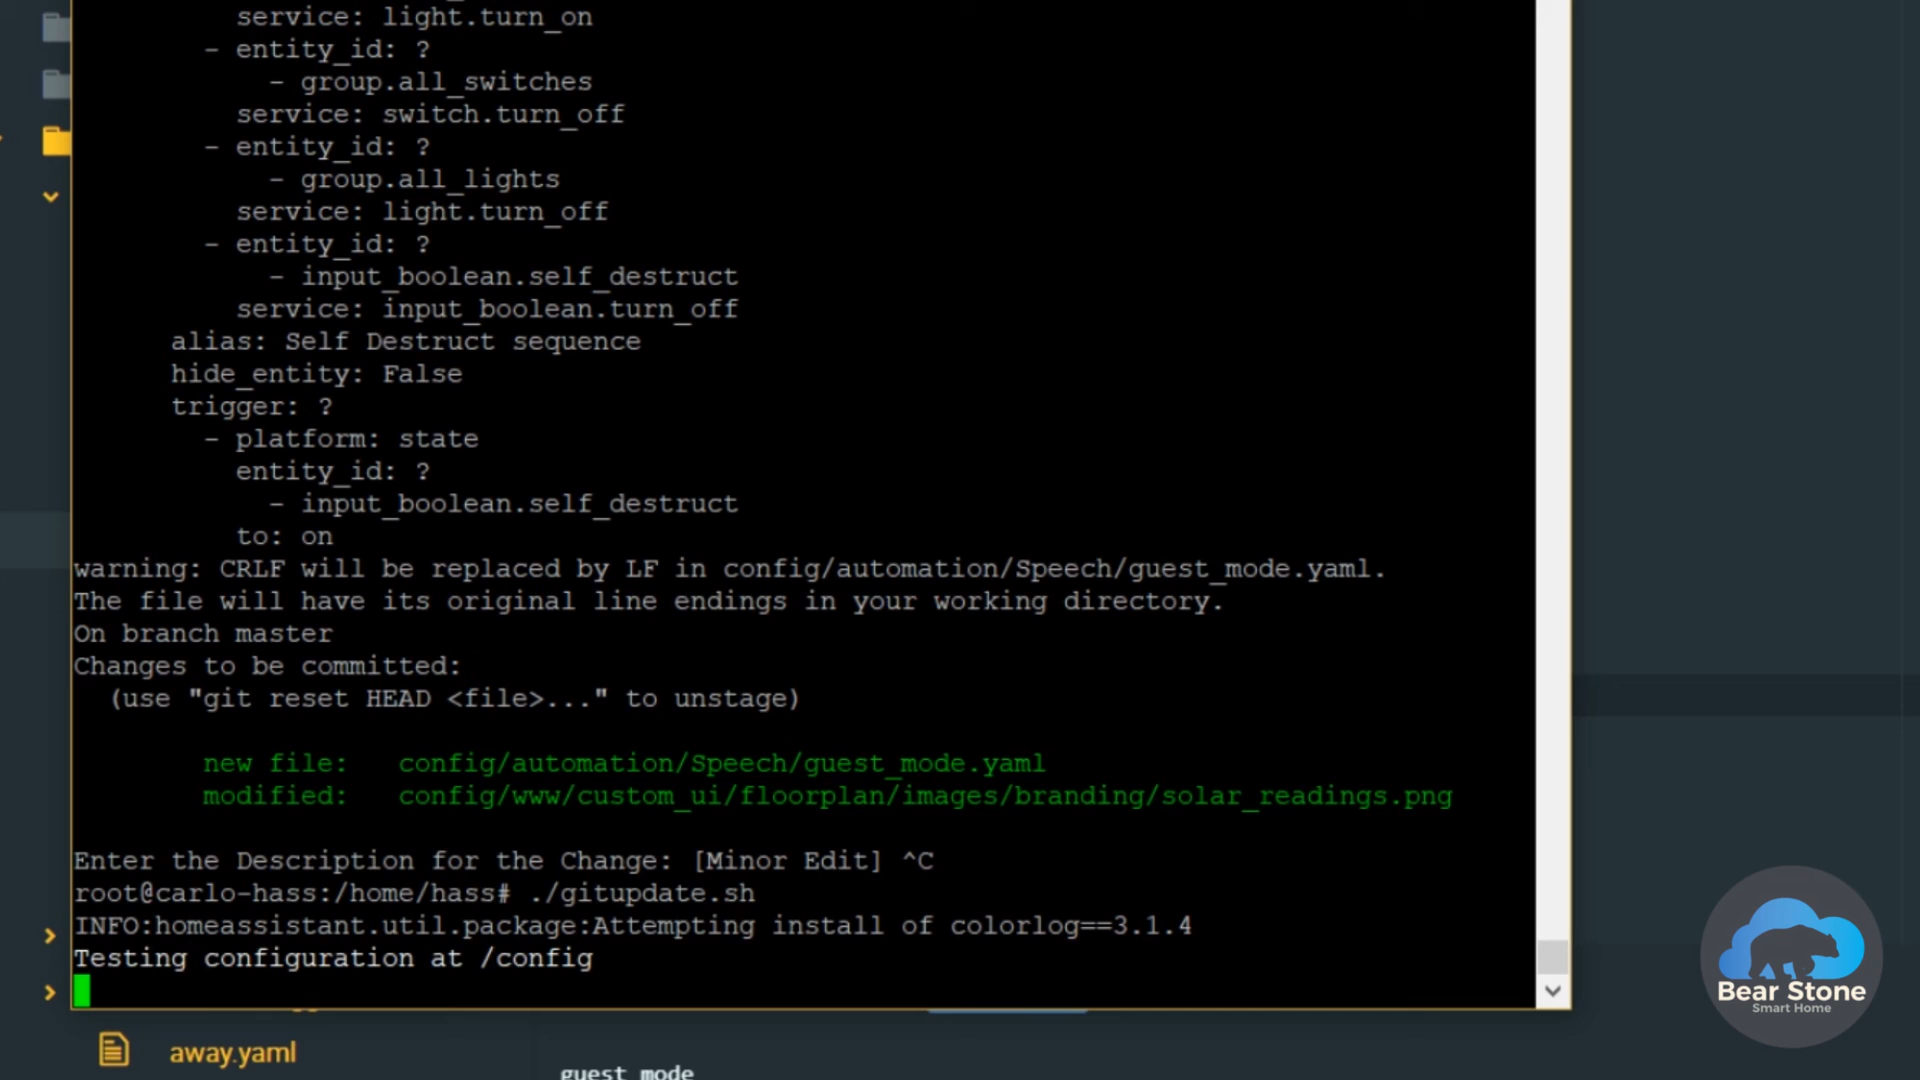 service: light.turn_on
- entity_id: ?
- group.all_switches
service: switch.turn_off
- entity_id: ?
- group.all_lights
service: light.turn_off
- entity_id: ?
- input_boolean.self_destruct
service: input_boolean.turn_off
alias: Self Destruct sequence
hide_entity: False
trigger: ?
- platform: state
entity_id: ?
- input_boolean.self_destruct
to: on
warning: CRLF will be replaced by LF in config/automation/Speech/guest_mode.yaml.
The file will have its original line endings in your working directory.
On branch master
Changes to be committed:
(use "git reset HEAD <file>..." to unstage)
new file:   config/automation/Speech/guest_mode.yaml
modified:   config/www/custom_ui/floorplan/images/branding/solar_readings.png
Enter the Description for the Change: [Minor Edit] ^C
root@carlo-hass:/home/hass# ./gitupdate.sh
INFO:homeassistant.util.package:Attempting install of colorlog==3.1.4
Testing configuration at /config
away.yaml
guest mode
Bear Stone
Smart Home